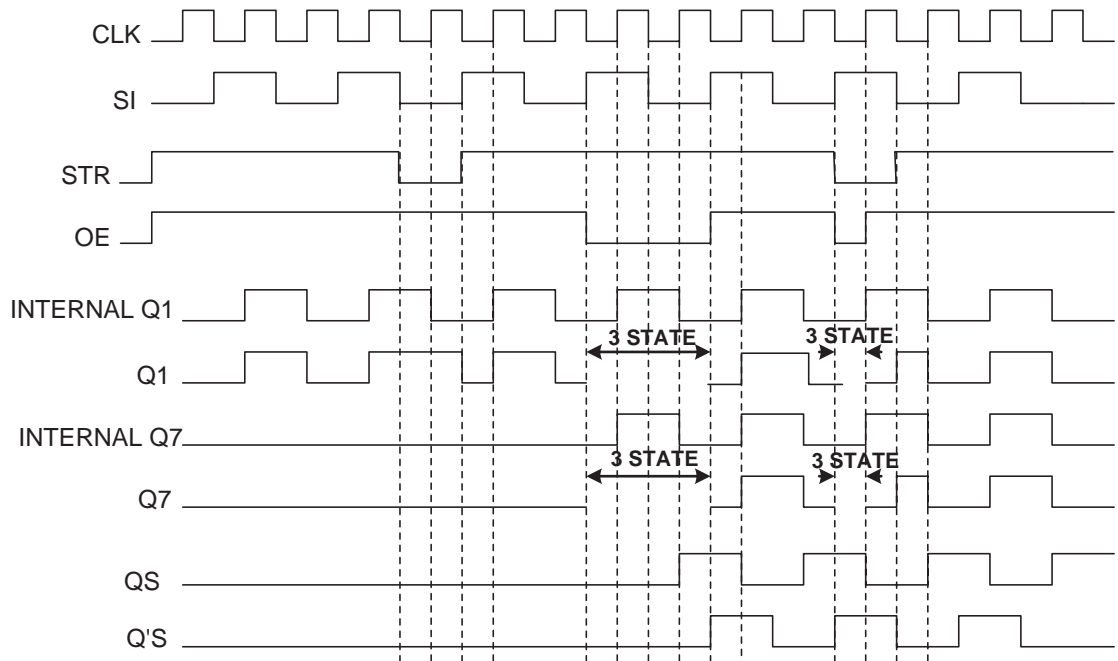 CLK
SI
STR
OE
INTERNAL Q1
3 STATE
3 STATE
Q1
INTERNAL Q7
3 STATE
3 STATE
Q7
QS
Q'S